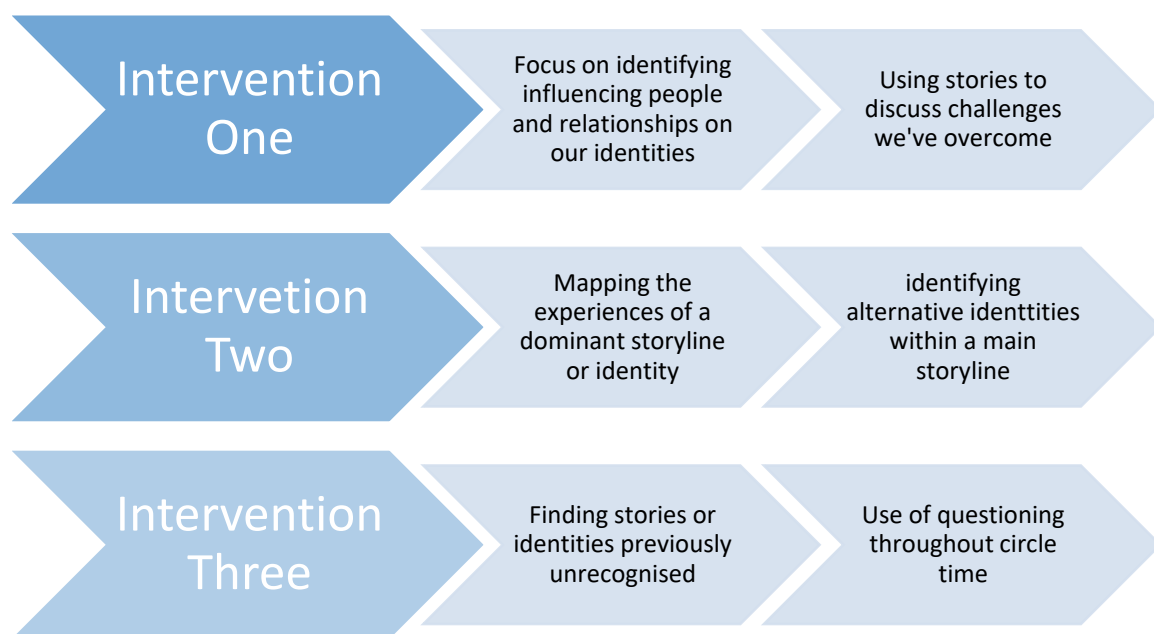 Intervention
One
Focus on identifying
influencing people
and relationships on
our identities
Using stories to
discuss challenges
we've overcome
Intervetion
Two
Mapping the
experiences of a
dominant storyline
or identity
identifying
alternative identtities
within a main
storyline
Intervention
Three
Finding stories or
identities previously
unrecognised
Use of questioning
throughout circle
time